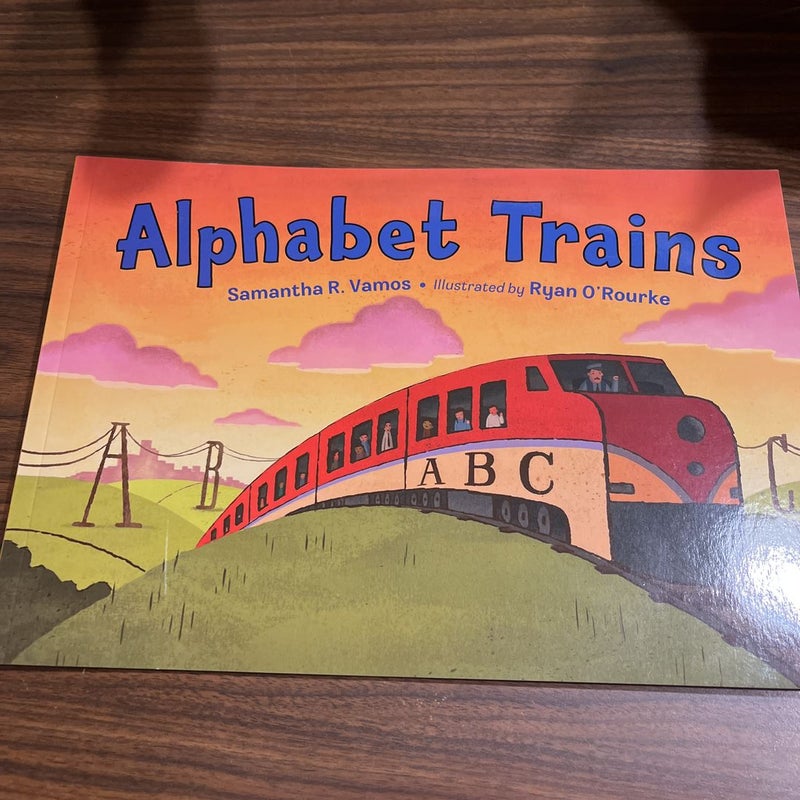 Alphabet Trains
Samantha R. Vamos • Illustrated by Ryan O'Rourke
A B
A B C